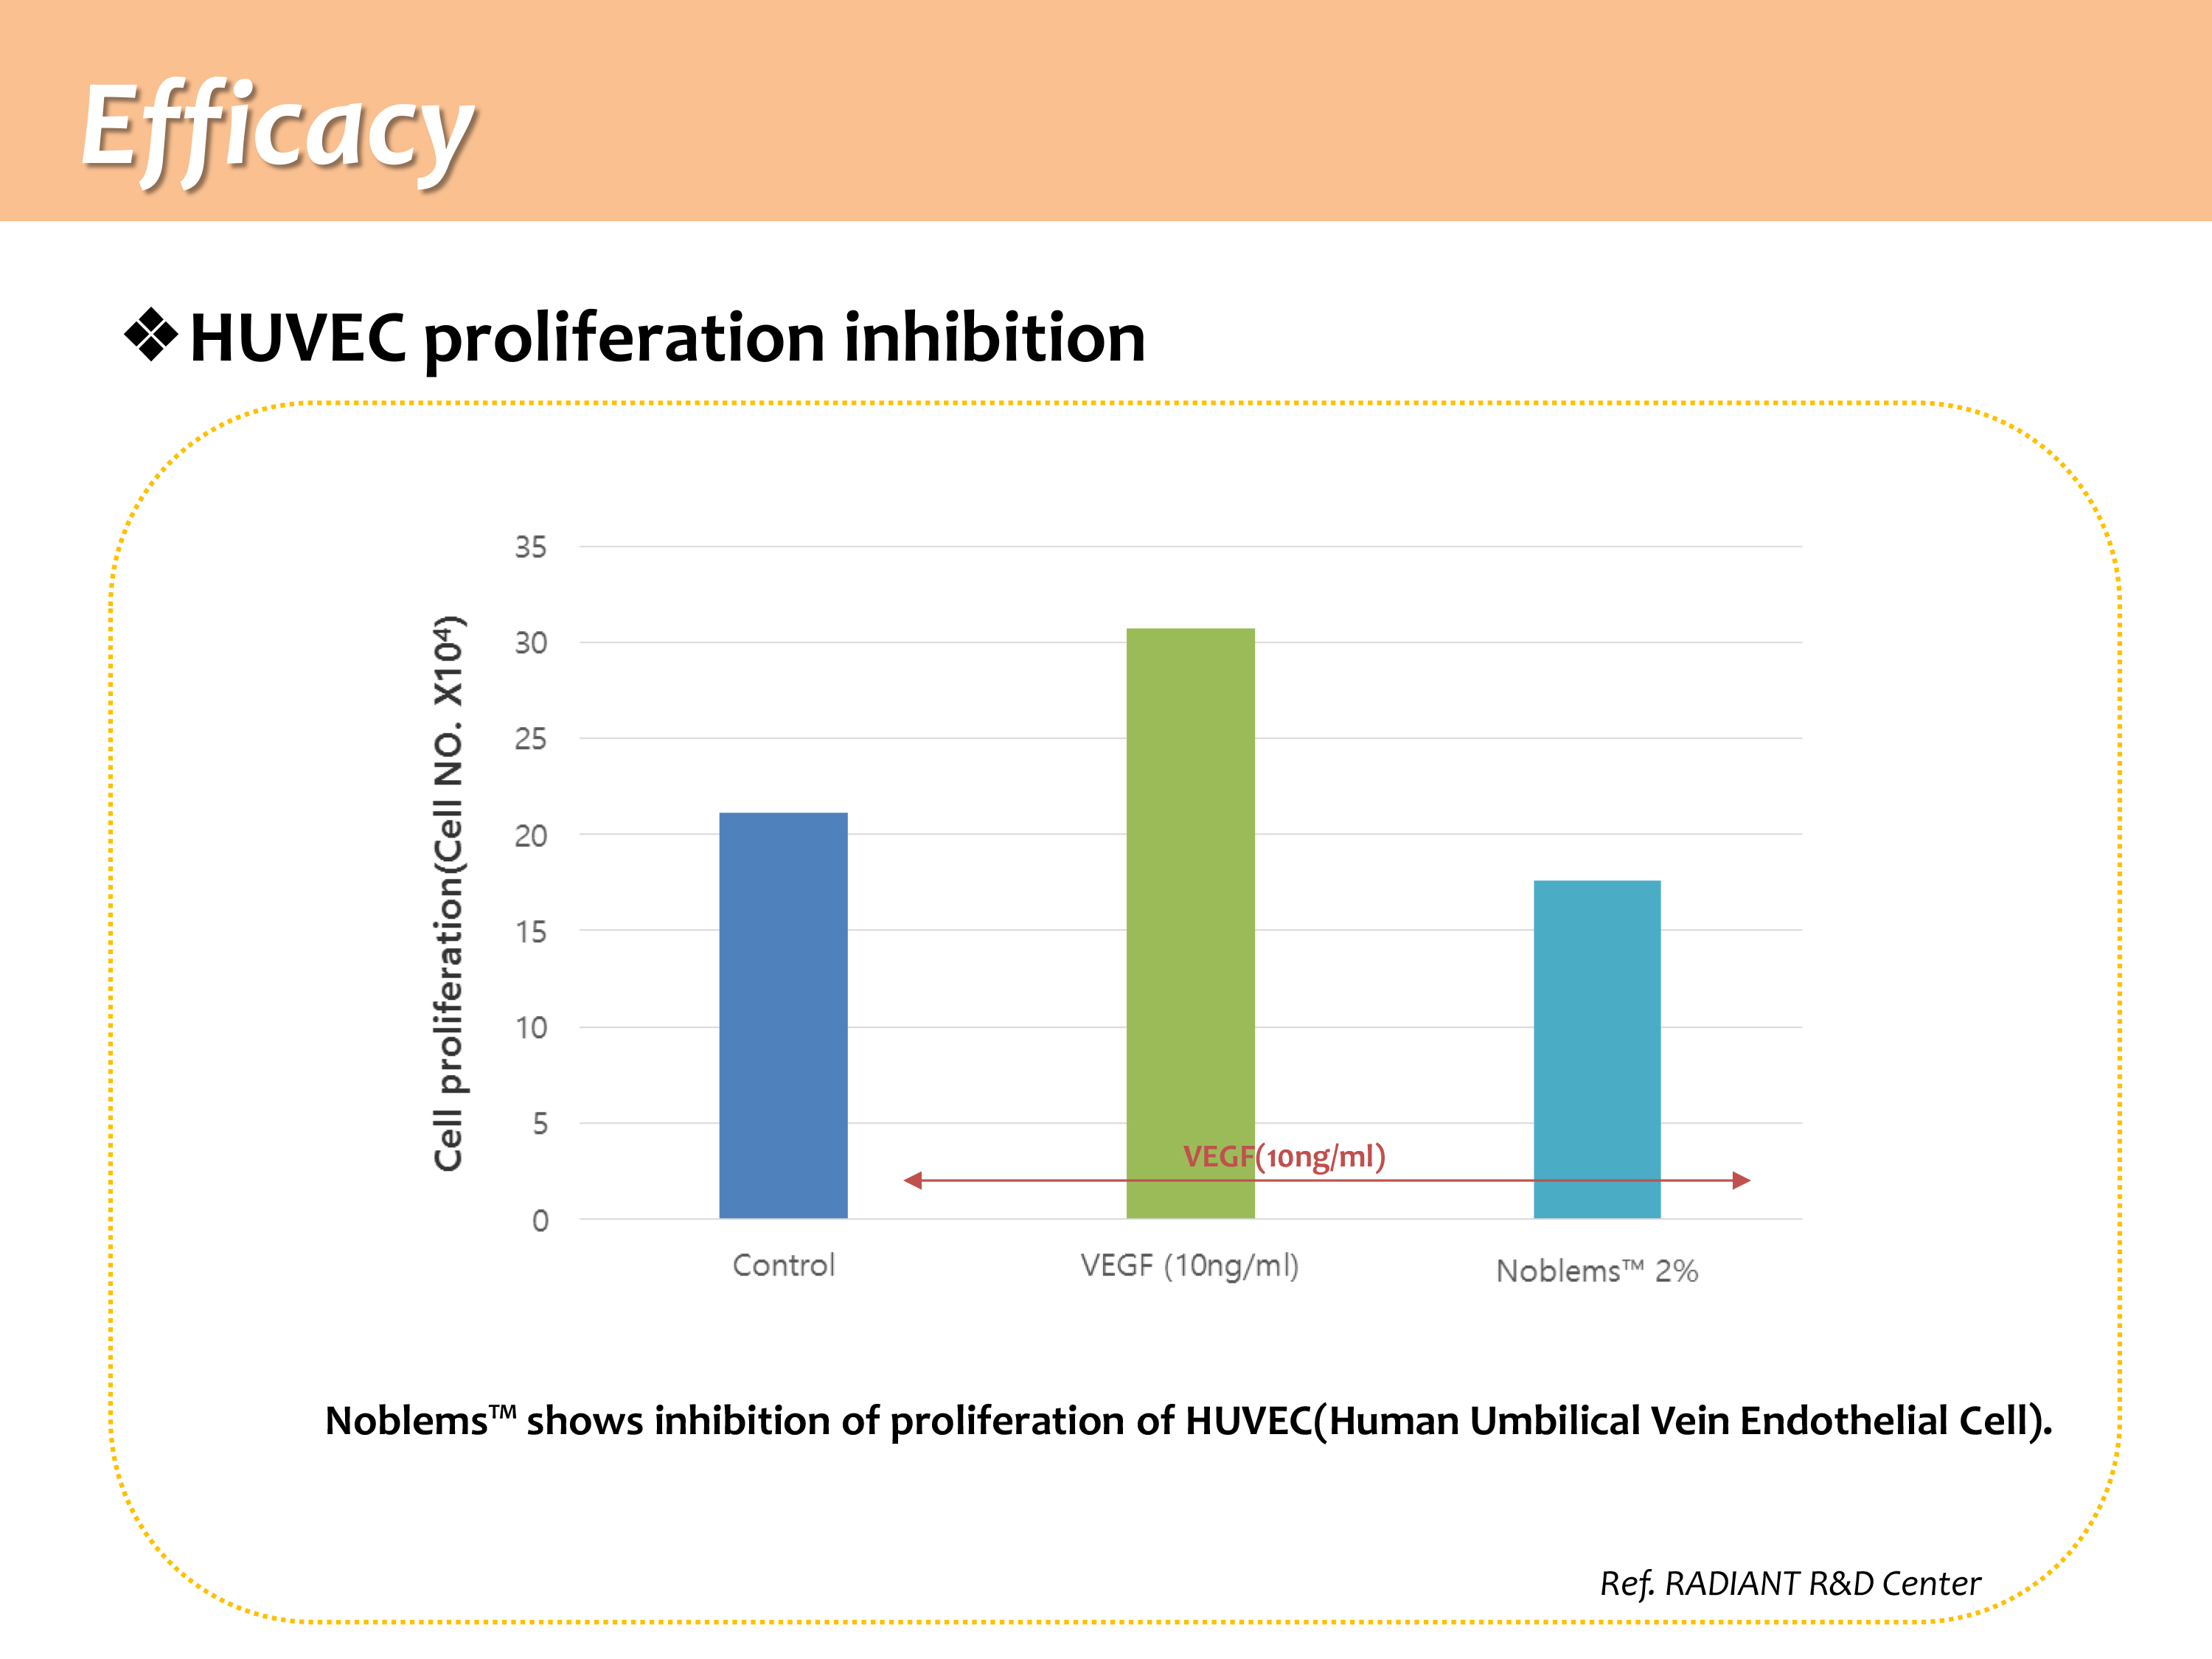 Efficacy
❖HUVEC proliferation inhibition
Cell proliferation(Cell NO. X10⁴)
35
30
25
20
15
10
5
0
VEGF(10ng/ml)
Control
VEGF (10ng/ml)
Noblems™ 2%
Noblems™ shows inhibition of proliferation of HUVEC(Human Umbilical Vein Endothelial Cell).
Ref. RADIANT R&D Center